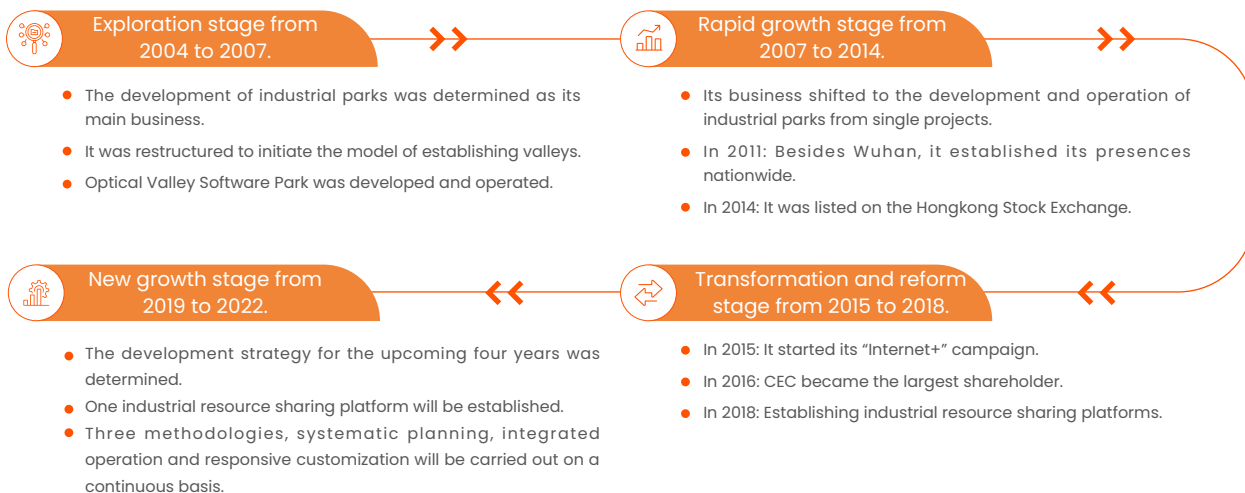 Exploration stage from
2004 to 2007.
The development of industrial parks was determined as its
main business.
It was restructured to initiate the model of establishing valleys.
Optical Valley Software Park was developed and operated.
Rapid growth stage from
2007 to 2014.
Its business shifted to the development and operation of
industrial parks from single projects.
In 2011: Besides Wuhan, it established its presences
nationwide.
In 2014: It was listed on the Hongkong Stock Exchange.
Transformation and reform
stage from 2015 to 2018.
In 2015: It started its “Internet+” campaign.
In 2016: CEC became the largest shareholder.
In 2018: Establishing industrial resource sharing platforms.
New growth stage from
2019 to 2022.
The development strategy for the upcoming four years was
determined.
One industrial resource sharing platform will be established.
Three methodologies, systematic planning, integrated
operation and responsive customization will be carried out on a
continuous basis.